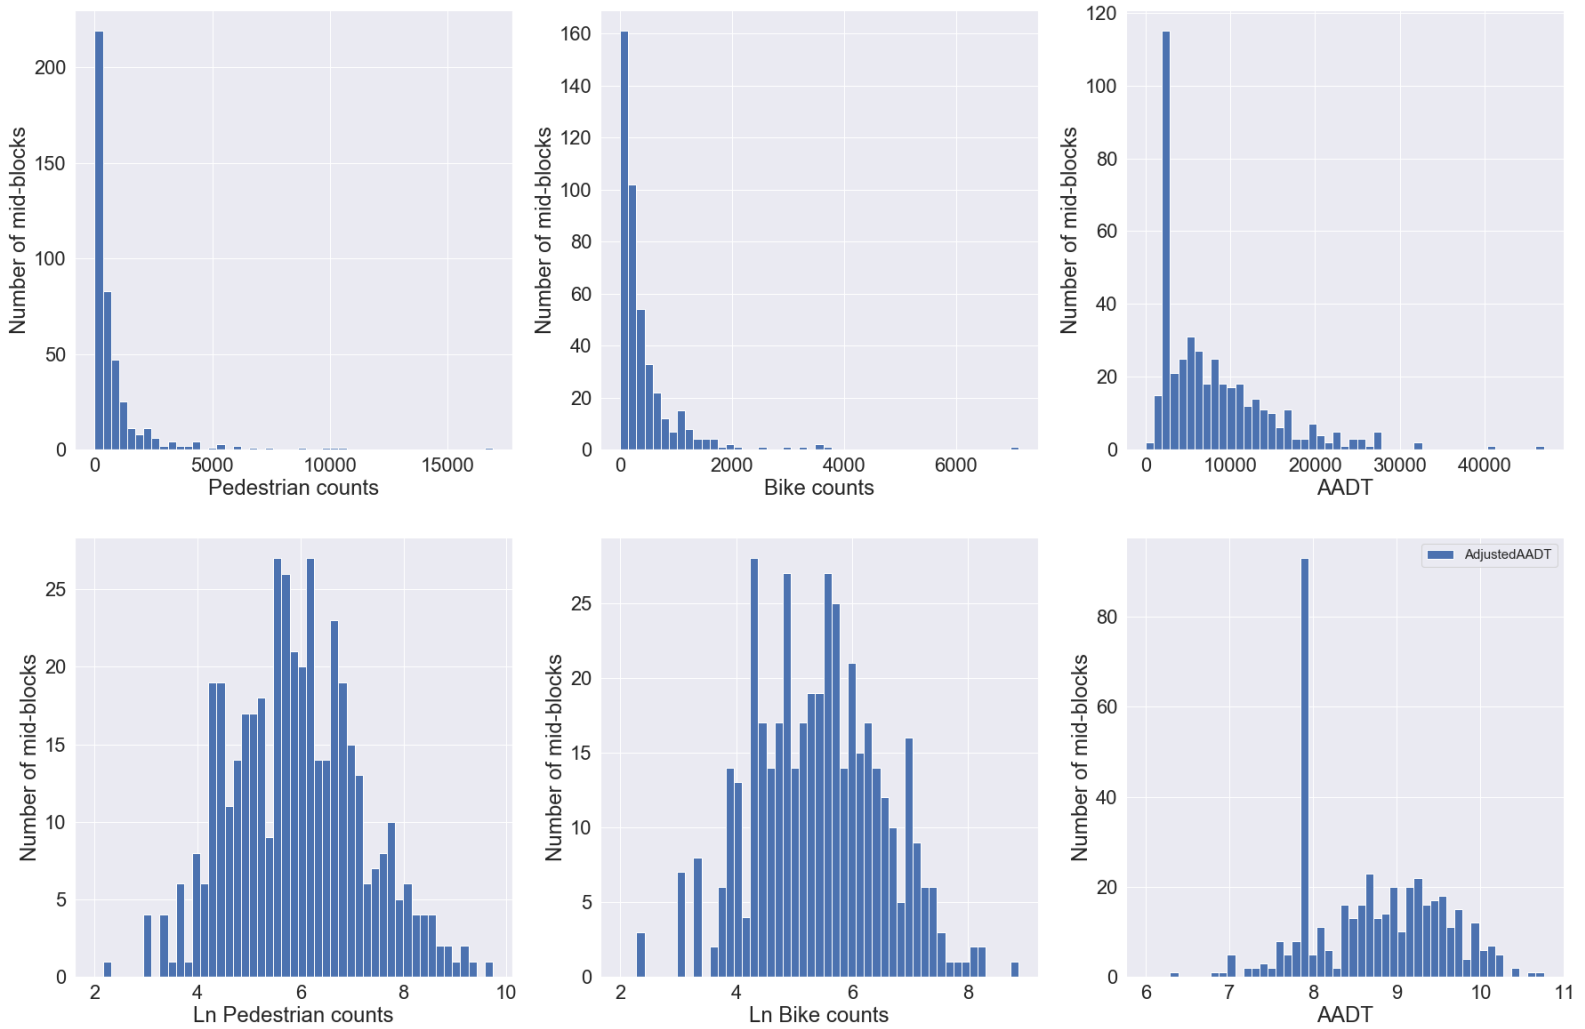 Number of mid-blocks
200
150
100
50
0
0 5000 10000 15000
Pedestrian counts
Number of mid-blocks
160
140
120
100
80
60
40
20
0
0 2000 4000 6000
Bike counts
Number of mid-blocks
120
100
80
60
40
20
0
0 10000 20000 30000 40000
AADT
Number of mid-blocks
25
20
15
10
5
0
2 4 6 8 10
Ln Pedestrian counts
Number of mid-blocks
25
20
15
10
5
0
2 4 6 8
Ln Bike counts
AdjustedAADT
Number of mid-blocks
80
60
40
20
0
6 7 8 9 10 11
AADT